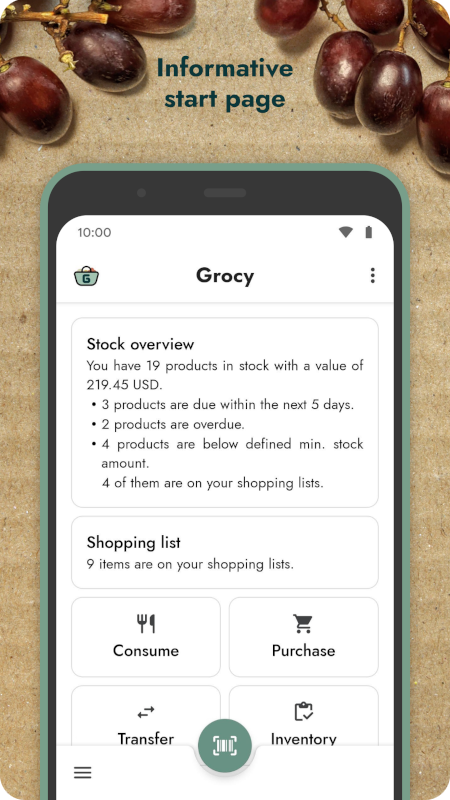 Informative
start page
10:00
G
Grocy
Stock overview
You have 19 products in stock with a value of
219.45 USD.
• 3 products are due within the next 5 days.
• 2 products are overdue.
• 4 products are below defined min. stock
amount.
4 of them are on your shopping lists.
Shopping list
9 items are on your shopping lists.
Consume
Purchase
Transfer
Inventory